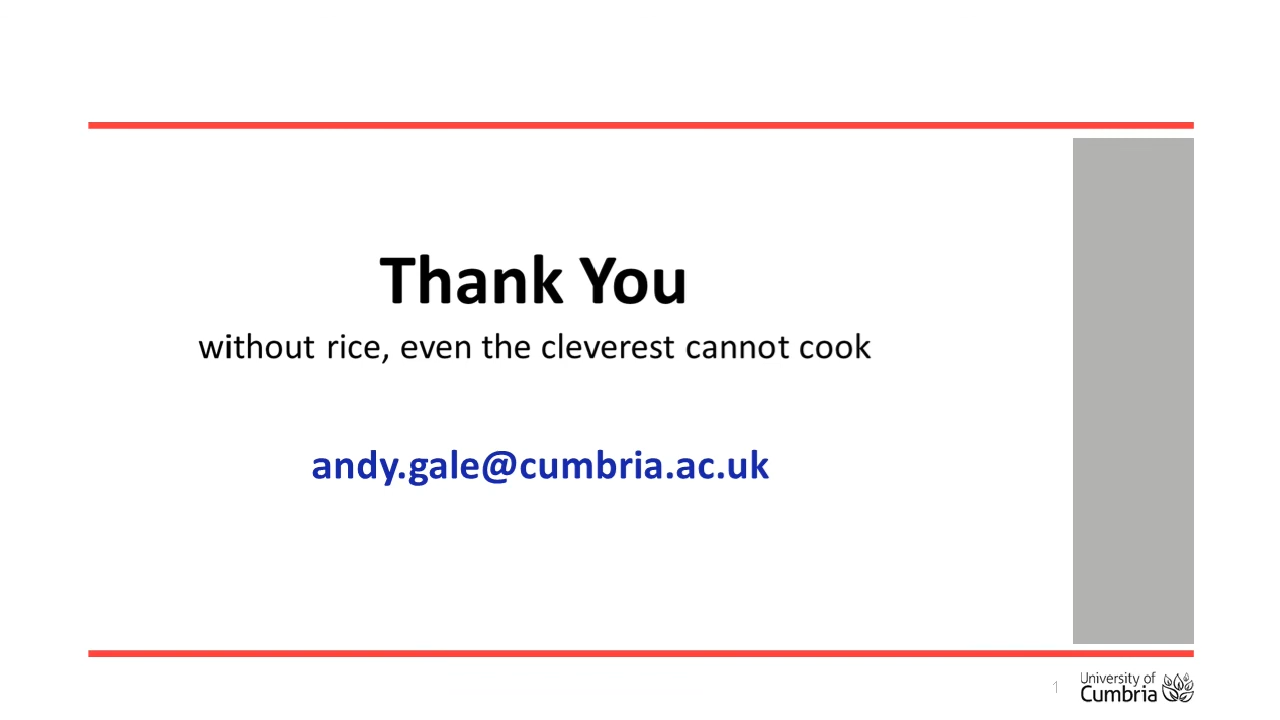 Thank You
without rice, even the cleverest cannot cook
andy.gale@cumbria.ac.uk
1
University of
Cumbria